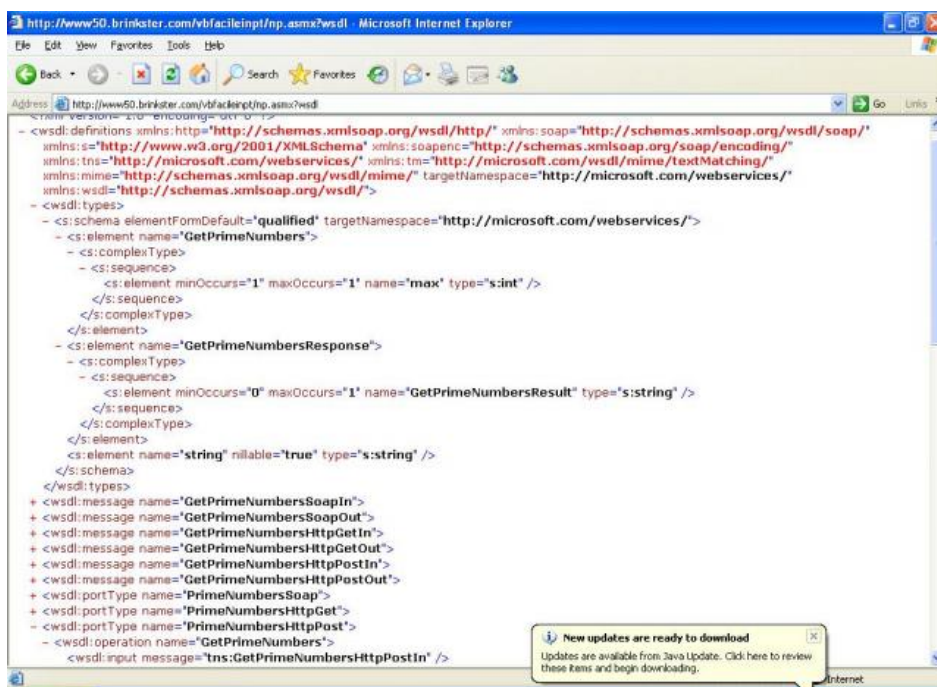 http://www50.brinkster.com/vbfacileinpt/np.asmx?wsdl - Microsoft Internet Explorer
File Edit View Favorites Tools Help
Back Search Favorites
Address http://www50.brinkster.com/vbfacileinpt/np.asmx?wsdl Go Links
- <wsdl:definitions xmlns:http="http://schemas.xmlsoap.org/wsdl/http/" xmlns:soap="http://schemas.xmlsoap.org/wsdl/soap/"
xmlns:s="http://www.w3.org/2001/XMLSchema" xmlns:soapenc="http://schemas.xmlsoap.org/soap/encoding/"
xmlns:tns="http://microsoft.com/webservices/" xmlns:tm="http://microsoft.com/wsdl/mime/textMatching/"
xmlns:mime="http://schemas.xmlsoap.org/wsdl/mime/" targetNamespace="http://microsoft.com/webservices/"
xmlns:wsdl="http://schemas.xmlsoap.org/wsdl/">
- <wsdl:types>
- <s:schema elementFormDefault="qualified" targetNamespace="http://microsoft.com/webservices/">
- <s:element name="GetPrimeNumbers">
- <s:complexType>
- <s:sequence>
<s:element minOccurs="1" maxOccurs="1" name="max" type="s:int" />
</s:sequence>
</s:complexType>
</s:element>
- <s:element name="GetPrimeNumbersResponse">
- <s:complexType>
- <s:sequence>
<s:element minOccurs="0" maxOccurs="1" name="GetPrimeNumbersResult" type="s:string" />
</s:sequence>
</s:complexType>
</s:element>
<s:element name="string" nillable="true" type="s:string" />
</s:schema>
</wsdl:types>
+ <wsdl:message name="GetPrimeNumbersSoapIn">
+ <wsdl:message name="GetPrimeNumbersSoapOut">
+ <wsdl:message name="GetPrimeNumbersHttpGetIn">
+ <wsdl:message name="GetPrimeNumbersHttpGetOut">
+ <wsdl:message name="GetPrimeNumbersHttpPostIn">
+ <wsdl:message name="GetPrimeNumbersHttpPostOut">
+ <wsdl:portType name="PrimeNumbersSoap">
+ <wsdl:portType name="PrimeNumbersHttpGet">
- <wsdl:portType name="PrimeNumbersHttpPost">
- <wsdl:operation name="GetPrimeNumbers">
<wsdl:input message="tns:GetPrimeNumbersHttpPostIn" />
New updates are ready to download
Updates are available from Java Update. Click here to review
these items and begin downloading.
Internet